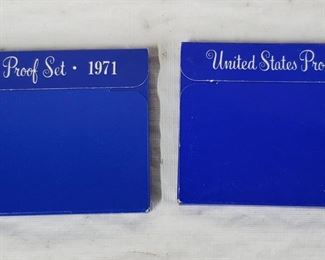 Proof Set · 1971
United States Pro